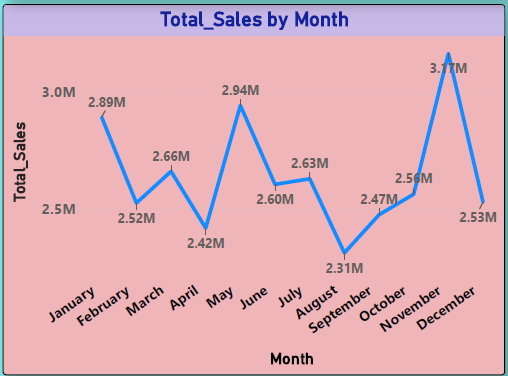 Total_Sales by Month
Total_Sales
3.0M
2.5M
2.89M
2.52M
2.66M
2.42M
2.94M
2.60M
2.63M
2.31M
2.47M
2.56M
3.17M
2.53M
January
February
March
April
May
June
July
August
September
October
November
December
Month